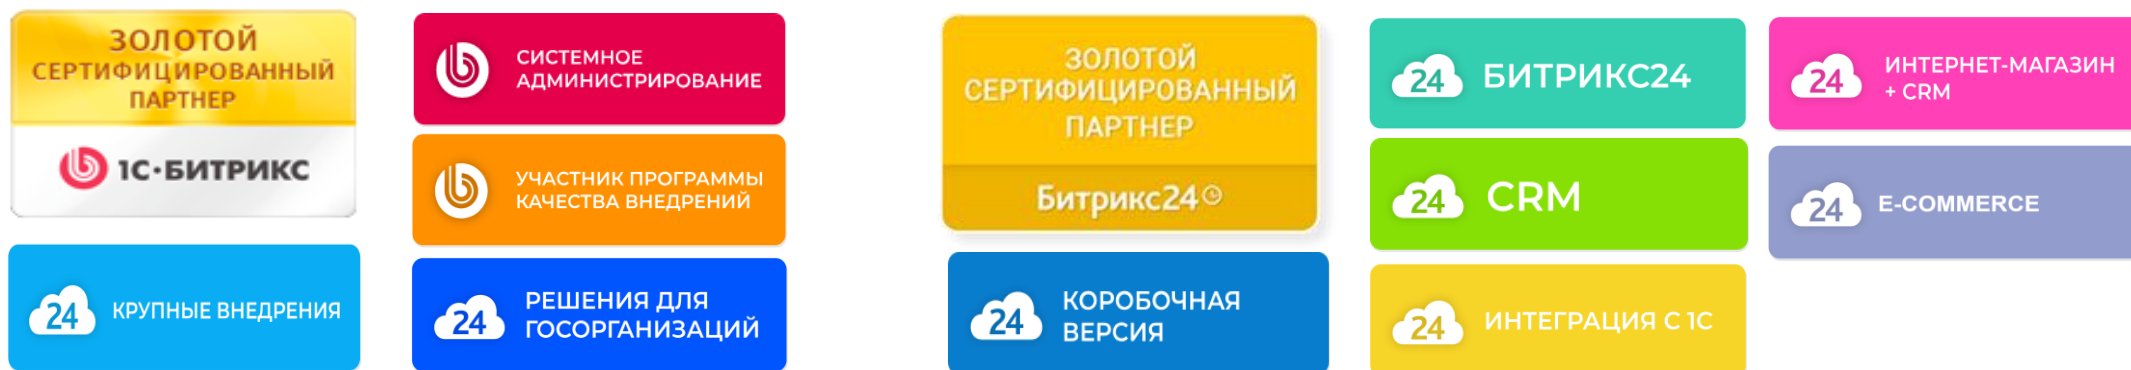 ЗОЛОТОЙ
СЕРТИФИЦИРОВАННЫЙ
ПАРТНЕР
1С·БИТРИКС
24 КРУПНЫЕ ВНЕДРЕНИЯ
СИСТЕМНОЕ
АДМИНИСТРИРОВАНИЕ
УЧАСТНИК ПРОГРАММЫ
КАЧЕСТВА ВНЕДРЕНИЙ
24 РЕШЕНИЯ ДЛЯ
ГОСОРГАНИЗАЦИЙ
ЗОЛОТОЙ
СЕРТИФИЦИРОВАННЫЙ
ПАРТНЕР
Битрикс24
24 КОРОБОЧНАЯ
ВЕРСИЯ
24 БИТРИКС24
24 CRM
24 ИНТЕГРАЦИЯ С 1С
24 ИНТЕРНЕТ-МАГАЗИН
+ CRM
24 E-COMMERCE